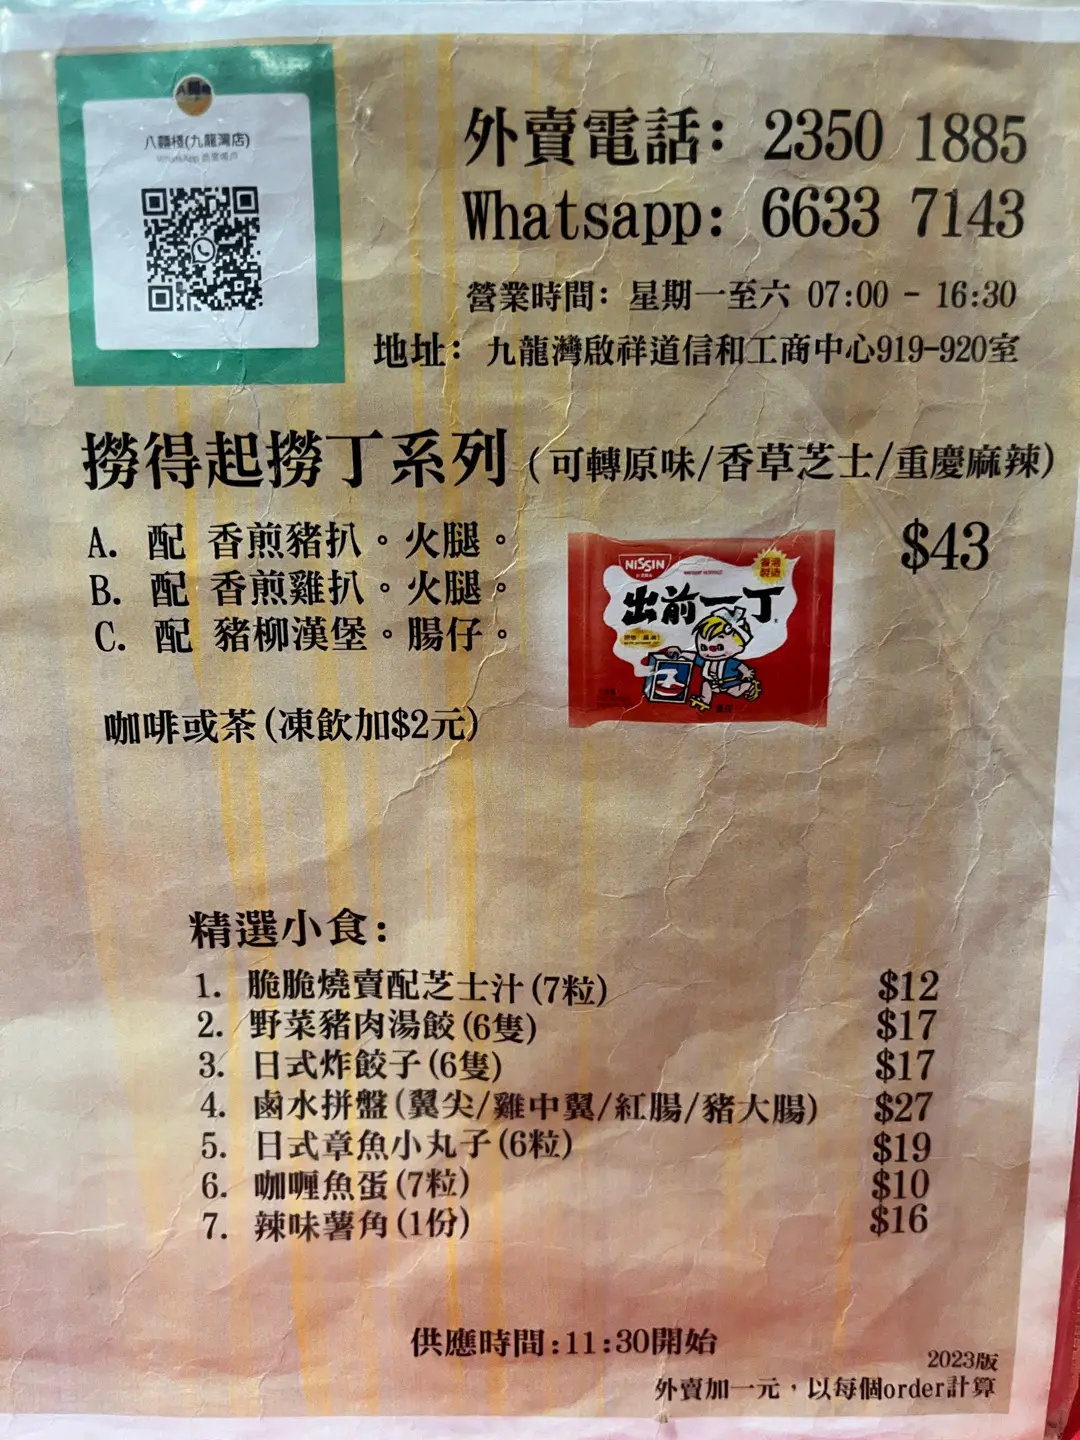 八麵棧(九龍灣店)
外賣電話: 2350 1885
Whatsapp: 6633 7143
營業時間: 星期一至六 07:00 - 16:30
地址: 九龍灣啟祥道信和工商中心919-920室
撈得起撈丁系列(可轉原味/香草芝士/重慶麻辣)
A. 配 香煎豬扒。火腿。 $43
B. 配 香煎雞扒。火腿。
C. 配 豬柳漢堡。腸仔。
NISSIN
出前一丁
咖啡或茶(凍飲加$2元)
精選小食:
1. 脆脆燒賣配芝士汁(7粒) $12
2. 野菜豬肉湯餃(6隻) $17
3. 日式炸餃子(6隻) $17
4. 鹵水拼盤(翼尖/雞中翼/紅腸/豬大腸) $27
5. 日式章魚小丸子(6粒) $19
6. 咖喱魚蛋(7粒) $10
7. 辣味薯角(1份) $16
供應時間:11:30開始
2023版
外賣加一元，以每個order計算